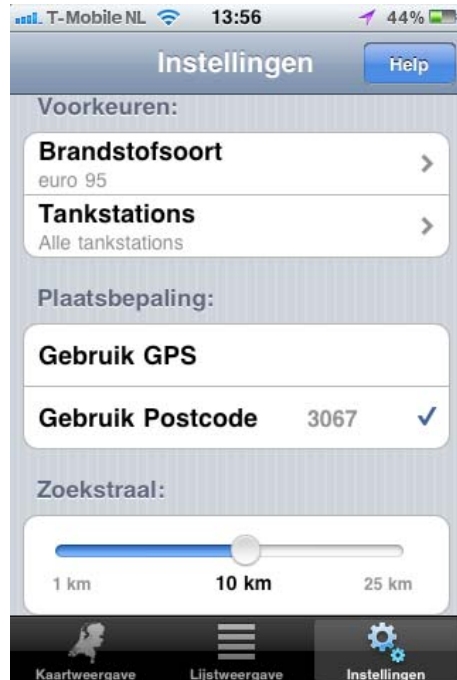 T-Mobile NL 13:56 44%
Instellingen Help
Voorkeuren:
Brandstofsoort
euro 95
Tankstations
Alle tankstations
Plaatsbepaling:
Gebruik GPS
Gebruik Postcode 3067
Zoekstraal:
1 km 10 km 25 km
Kaartweergave Lijstweergave Instellingen